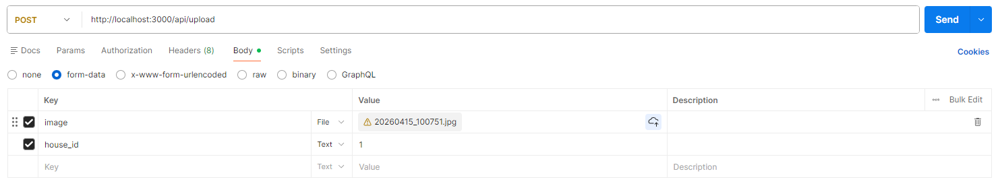 POST http://localhost:3000/api/upload Send
Docs Params Authorization Headers (8) Body Scripts Settings Cookies
none form-data x-www-form-urlencoded raw binary GraphQL
Key Value Description Bulk Edit
image File 20260415_100751.jpg
house_id Text 1
Key Text Value Description